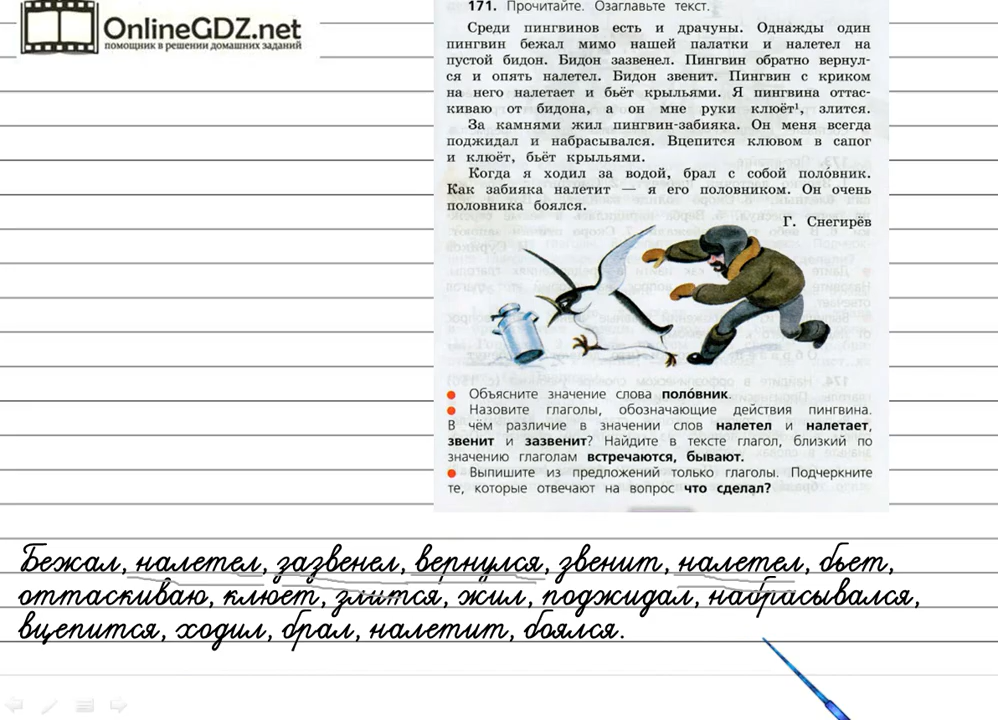 OnlineGDZ.net
помощник в решении домашних заданий
171. Прочитайте. Озаглавьте текст.
Среди пингвинов есть и драчуны. Однажды один
пингвин бежал мимо нашей палатки и налетел на
пустой бидон. Бидон зазвенел. Пингвин обратно вернул-
ся и опять налетел. Бидон звенит. Пингвин с криком
на него налетает и бьёт крыльями. Я пингвина оттас-
киваю от бидона, а он мне руки клюёт¹, злится.
За камнями жил пингвин-забияка. Он меня всегда
поджидал и набрасывался. Вцепится клювом в сапог
и клюёт, бьёт крыльями.
Когда я ходил за водой, брал с собой поло́вник.
Как забияка налетит — я его половником. Он очень
половника боялся.
Г. Снегирёв
● Объясните значение слова поло́вник.
● Назовите глаголы, обозначающие действия пингвина.
В чём различие в значении слов налетел и налетает,
звенит и зазвенит? Найдите в тексте глагол, близкий по
значению глаголам встречаются, бывают.
● Выпишите из предложений только глаголы. Подчеркните
те, которые отвечают на вопрос что сделал?
Бежал, налетел, зазвенел, вернулся, звенит, налетел, бьет,
оттаскиваю, клюет, злится, жил, поджидал, набрасывался,
вцепится, ходил, брал, налетит, боялся.